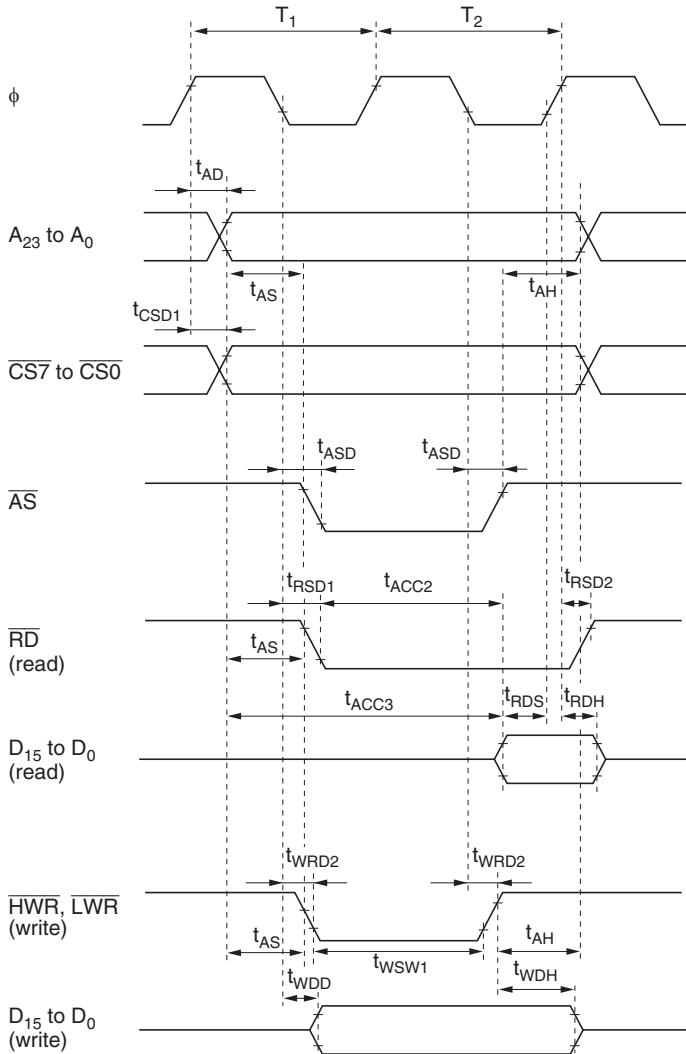 T1 T2
φ
tAD
A23 to A0
tAS tAH
tCSD1
CS7 to CS0
tASD tASD
AS
tRSD1 tACC2 tRSD2
RD
(read)
tAS
tACC3 tRDS tRDH
D15 to D0
(read)
tWRD2 tWRD2
HWR, LWR
(write)
tAS tWSW1 tAH
tWDD tWDH
D15 to D0
(write)